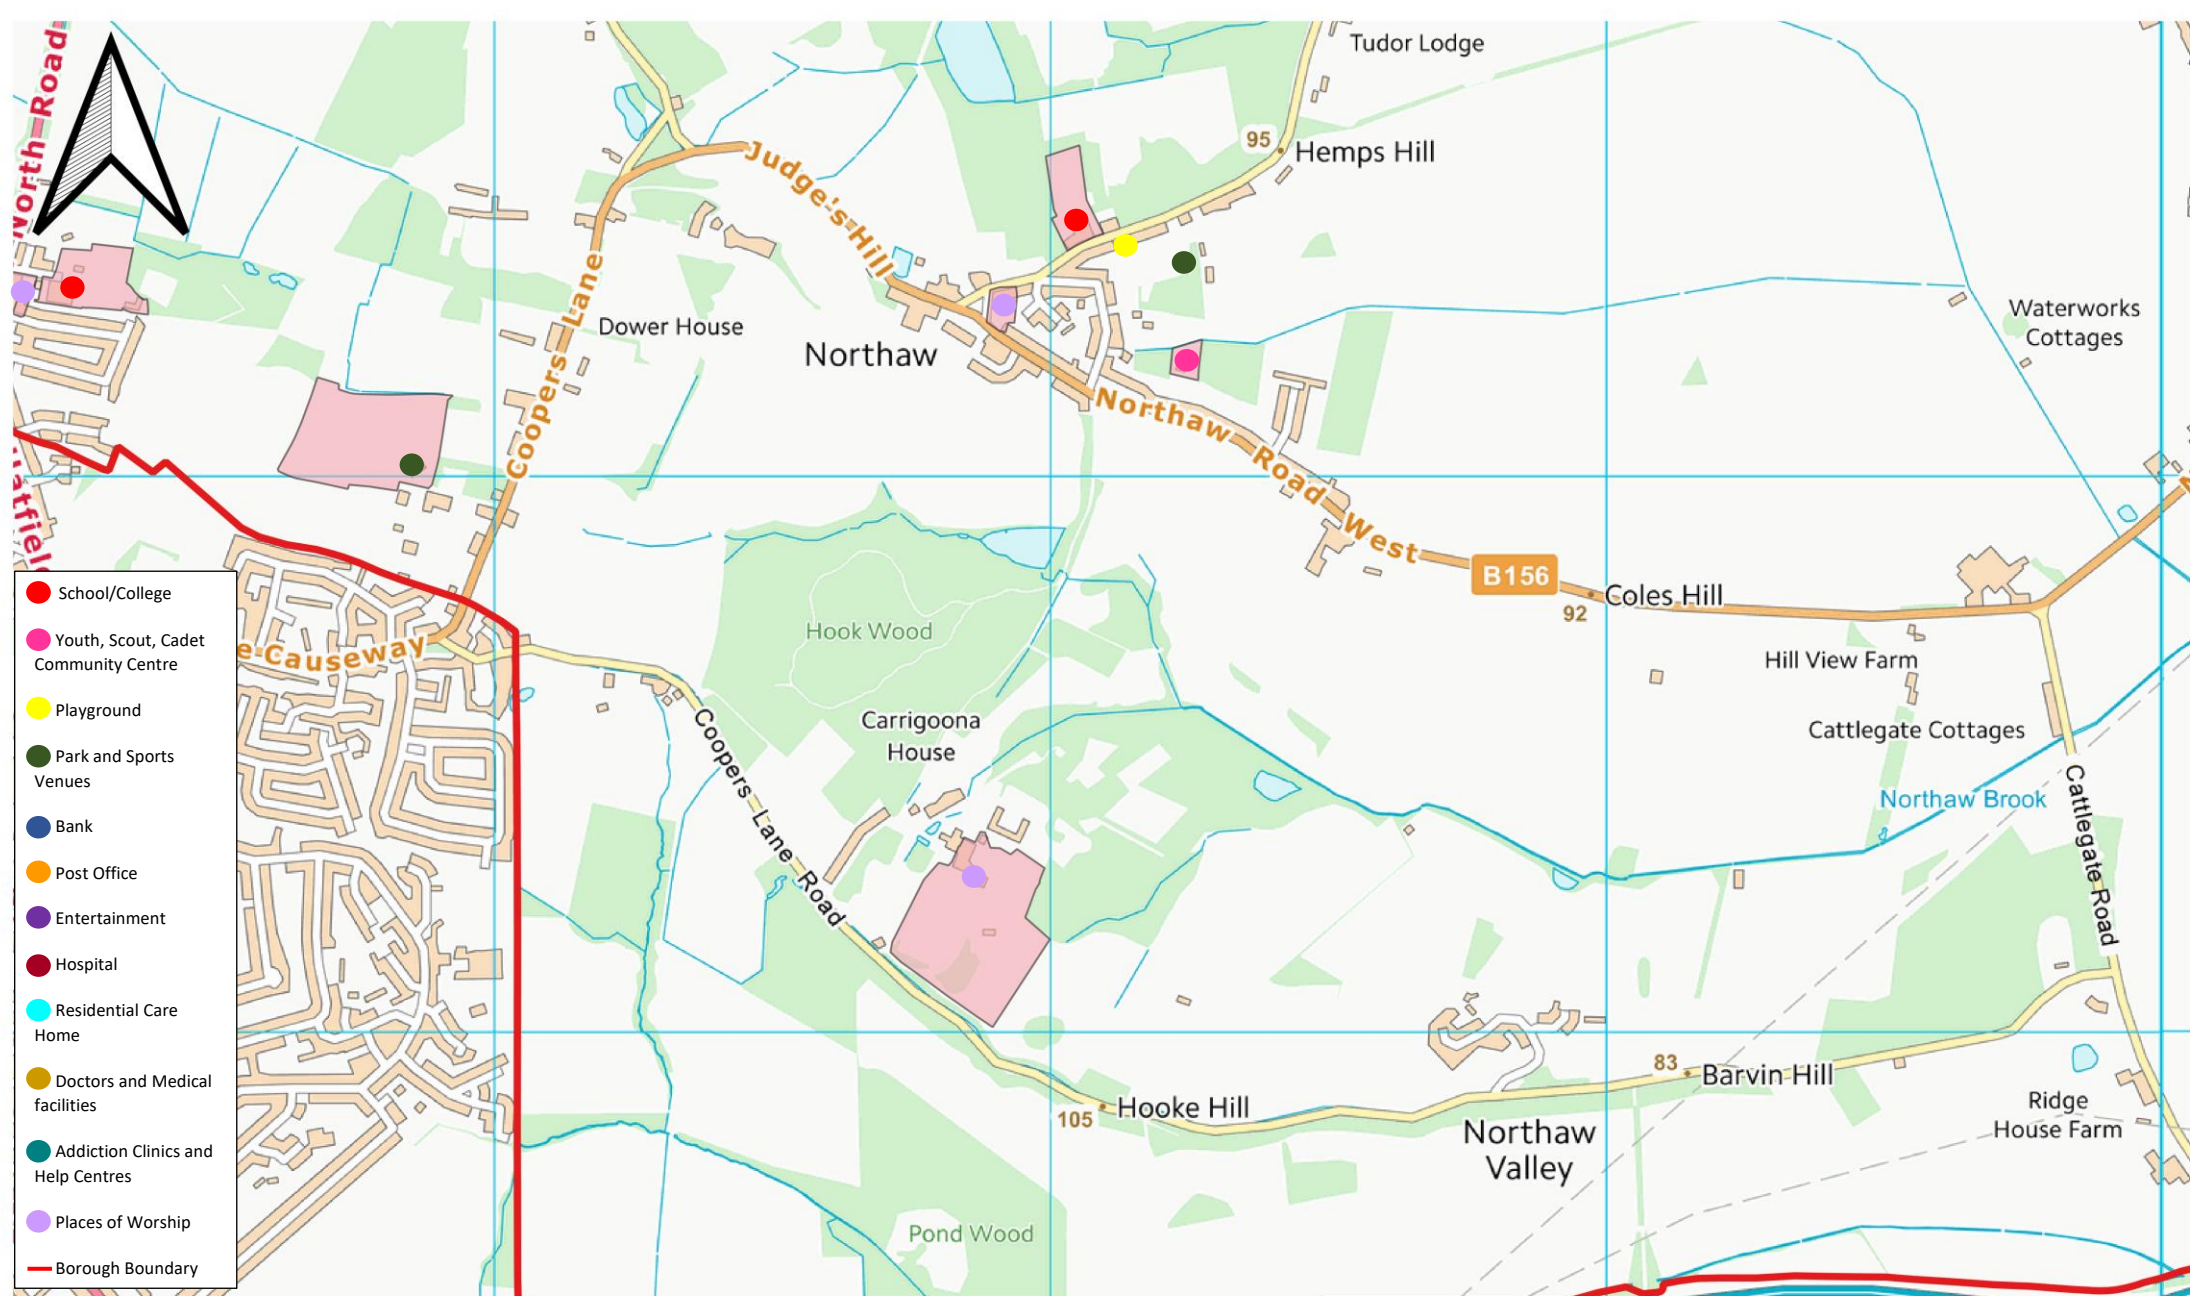 North Road
Tudor Lodge
95
Hemps Hill
Judge's Hill
Coopers Lane
Dower House
Northaw
Waterworks
Cottages
Northaw Road West
B156
92
Coles Hill
Hook Wood
e Causeway
Hill View Farm
Carrigoona
House
Cattlegate Cottages
Coopers Lane Road
Northaw Brook
Cattlegate Road
83
Barvin Hill
105
Hooke Hill
Northaw
Valley
Ridge
House Farm
Pond Wood
School/College
Youth, Scout, Cadet
Community Centre
Playground
Park and Sports
Venues
Bank
Post Office
Entertainment
Hospital
Residential Care
Home
Doctors and Medical
facilities
Addiction Clinics and
Help Centres
Places of Worship
Borough Boundary